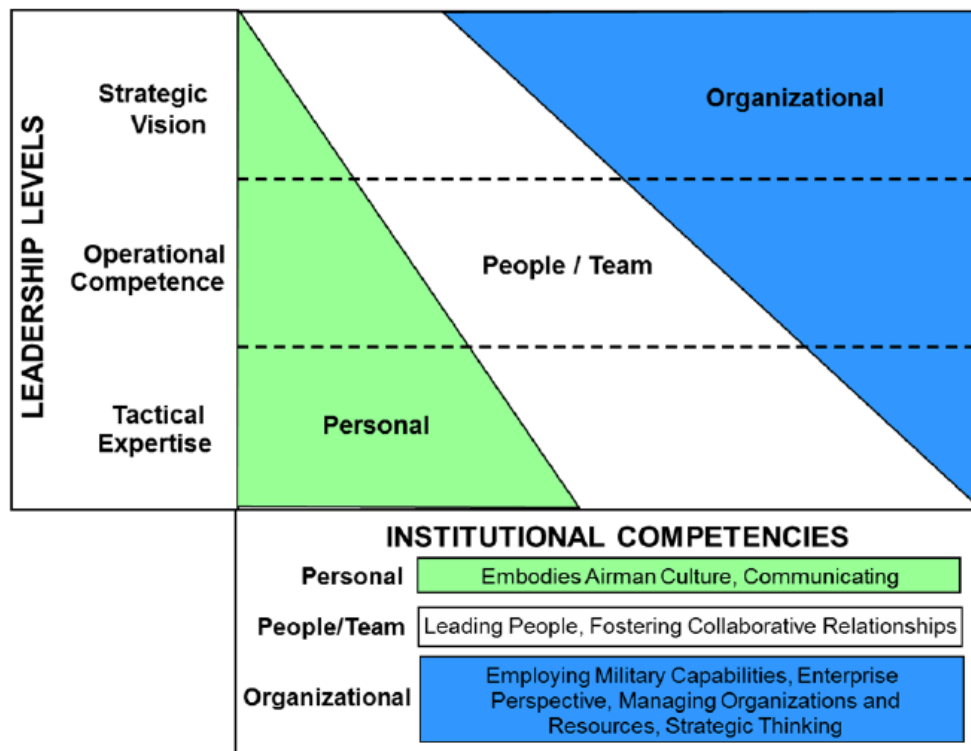 LEADERSHIP LEVELS
Strategic
Vision
Organizational
Operational
Competence
People / Team
Tactical
Expertise
Personal
INSTITUTIONAL COMPETENCIES
Personal
Embodies Airman Culture, Communicating
People/Team
Leading People, Fostering Collaborative Relationships
Organizational
Employing Military Capabilities, Enterprise
Perspective, Managing Organizations and
Resources, Strategic Thinking